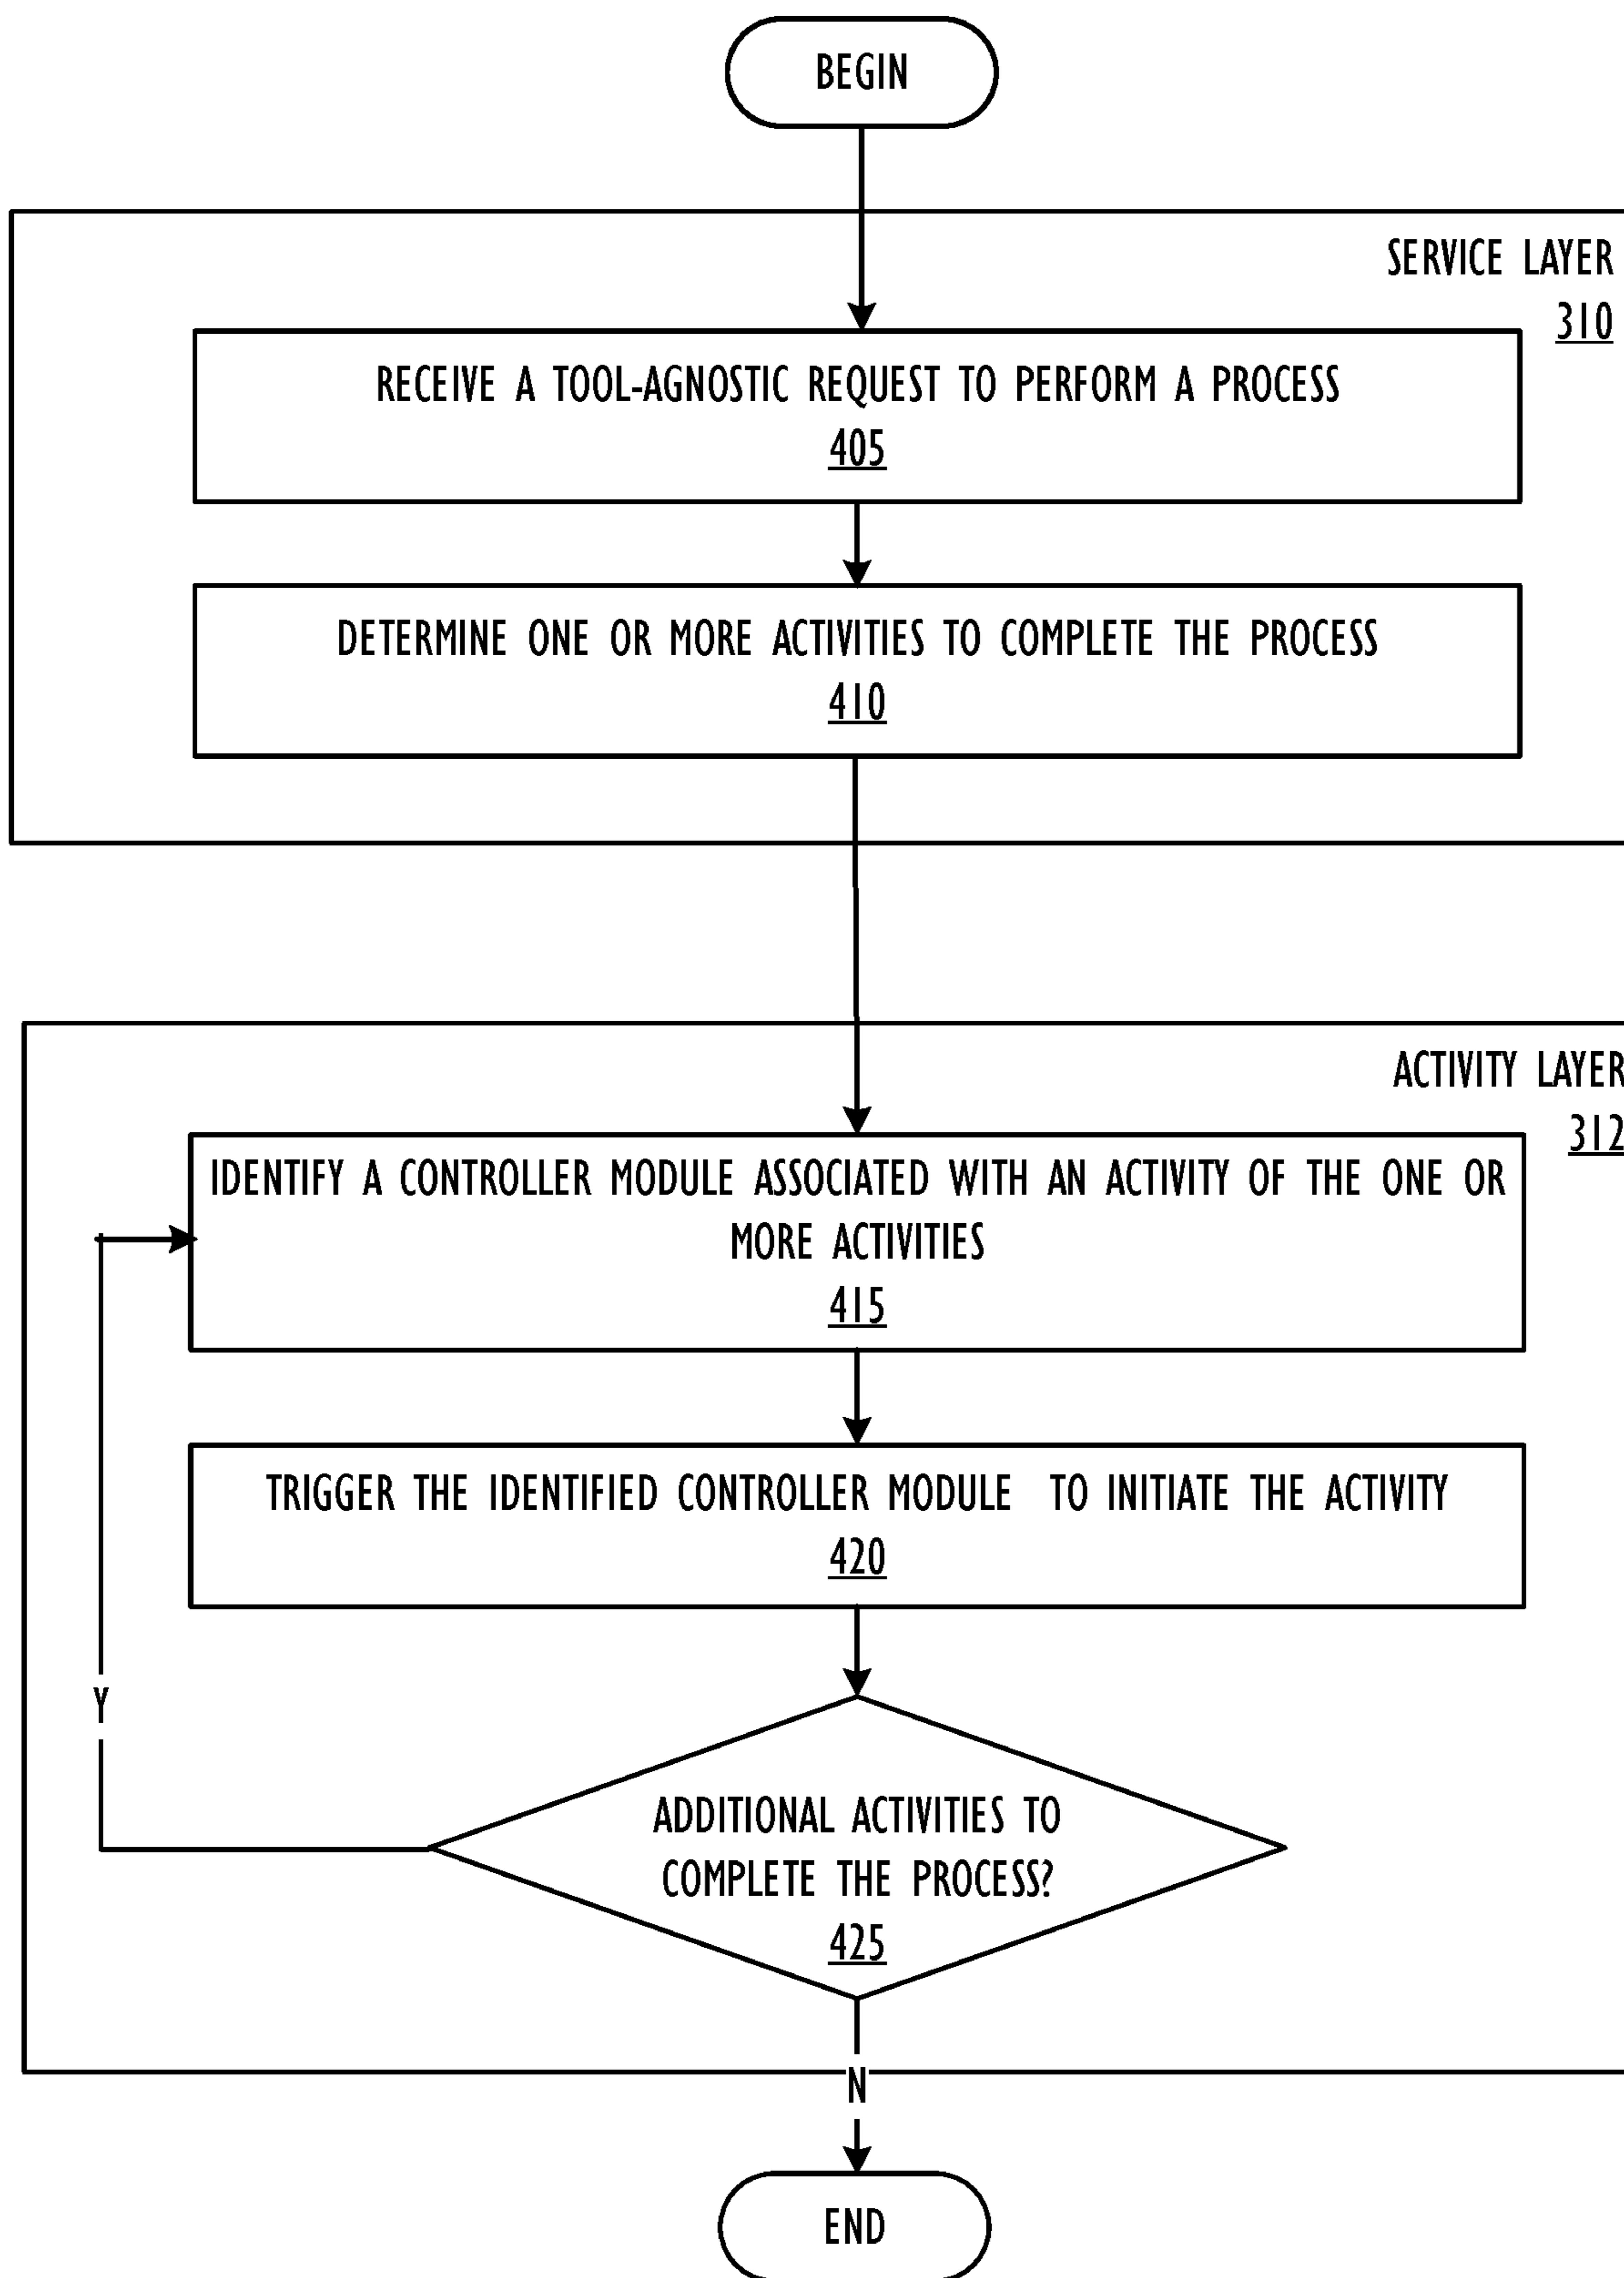 BEGIN
SERVICE LAYER
310
RECEIVE A TOOL-AGNOSTIC REQUEST TO PERFORM A PROCESS
405
DETERMINE ONE OR MORE ACTIVITIES TO COMPLETE THE PROCESS
410
ACTIVITY LAYER
312
IDENTIFY A CONTROLLER MODULE ASSOCIATED WITH AN ACTIVITY OF THE ONE OR
MORE ACTIVITIES
415
TRIGGER THE IDENTIFIED CONTROLLER MODULE TO INITIATE THE ACTIVITY
420
Y
ADDITIONAL ACTIVITIES TO
COMPLETE THE PROCESS?
425
N
END